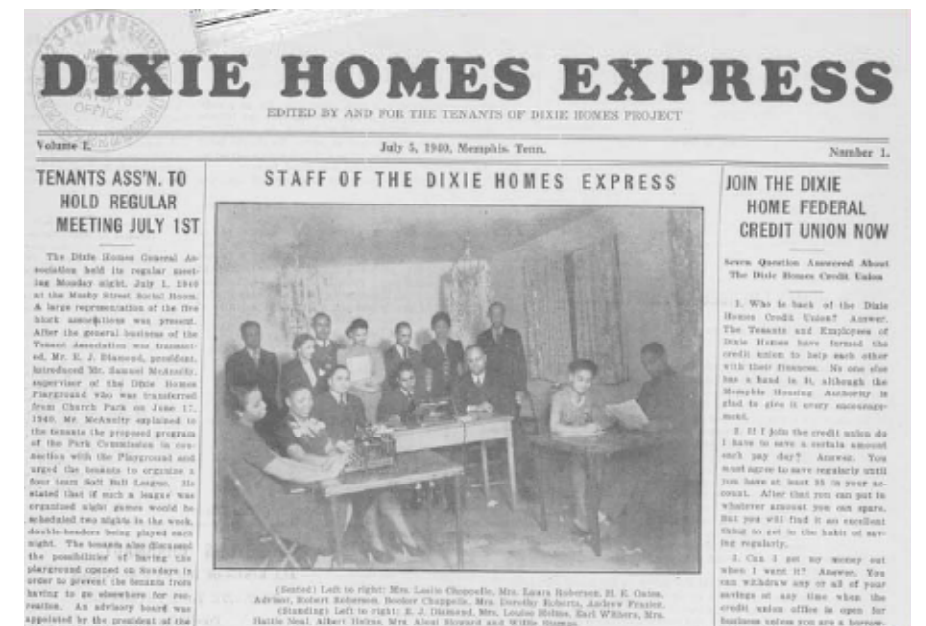 DIXIE HOMES EXPRESS
EDITED BY AND FOR THE TENANTS OF DIXIE HOMES PROJECT
Volume I.
July 5, 1940, Memphis, Tenn.
Number 1.
TENANTS ASS'N. TO
HOLD REGULAR
MEETING JULY 1ST
The Dixie Homes General As-
sociation held its regular meet-
ing Monday night, July 1, 1940
at the Mosby Street Social Room.
A large representation of the five
block associations was present.
After the general business of the
Tenant Association was transact-
ed, Mr. E. J. Diamond, president,
introduced Mr. Samuel McAnulty,
supervisor of the Dixie Homes
Playground who was transferred
from Church Park on June 17,
1940. Mr. McAnulty explained to
the tenants the proposed program
of the Park Commission in con-
nection with the Playground and
urged the tenants to organize a
four team Soft Ball League. He
stated that if such a league was
organized night games would be
scheduled two nights in the week,
double-headers being played each
night. The tenants also discussed
the possibilities of having the
playground opened on Sundays in
order to prevent the tenants from
having to go elsewhere for rec-
reation. An advisory board was
appointed by the president of the
STAFF OF THE DIXIE HOMES EXPRESS
(Seated) Left to right: Mrs. Leslie Chappelle, Mrs. Laura Roberson, H. E. Oates,
Advisor, Robert Roberson, Booker Chappelle, Mrs. Dorothy Roberts, Andrew Frazier.
(Standing) Left to right: E. J. Diamond, Mrs. Louise Helms, Earl Withers, Mrs.
Hattie Neal, Albert Mrs. Howard and Willie
JOIN THE DIXIE
HOME FEDERAL
CREDIT UNION NOW
Seven Question Answered About
The Dixie Homes Credit Union
1. Who is back of the Dixie
Homes Credit Union? Answer.
The Tenants and Employees of
Dixie Homes have formed the
credit union to help each other
with their finances. No one else
has a hand in it, although the
Memphis Housing Authority is
glad to give it every encourage-
ment.
2. If I join the credit union do
I have to save a certain amount
each pay day? Answer. You
must agree to save regularly until
you have at least $5 in your ac-
count. After that you can put in
whatever amount you can spare.
But you will find it an excellent
thing to get in the habit of sav-
ing regularly.
3. Can I get my money out
when I want it? Answer. You
can withdraw any or all of your
savings at any time when the
credit union office is open for
business unless you are a borrow-